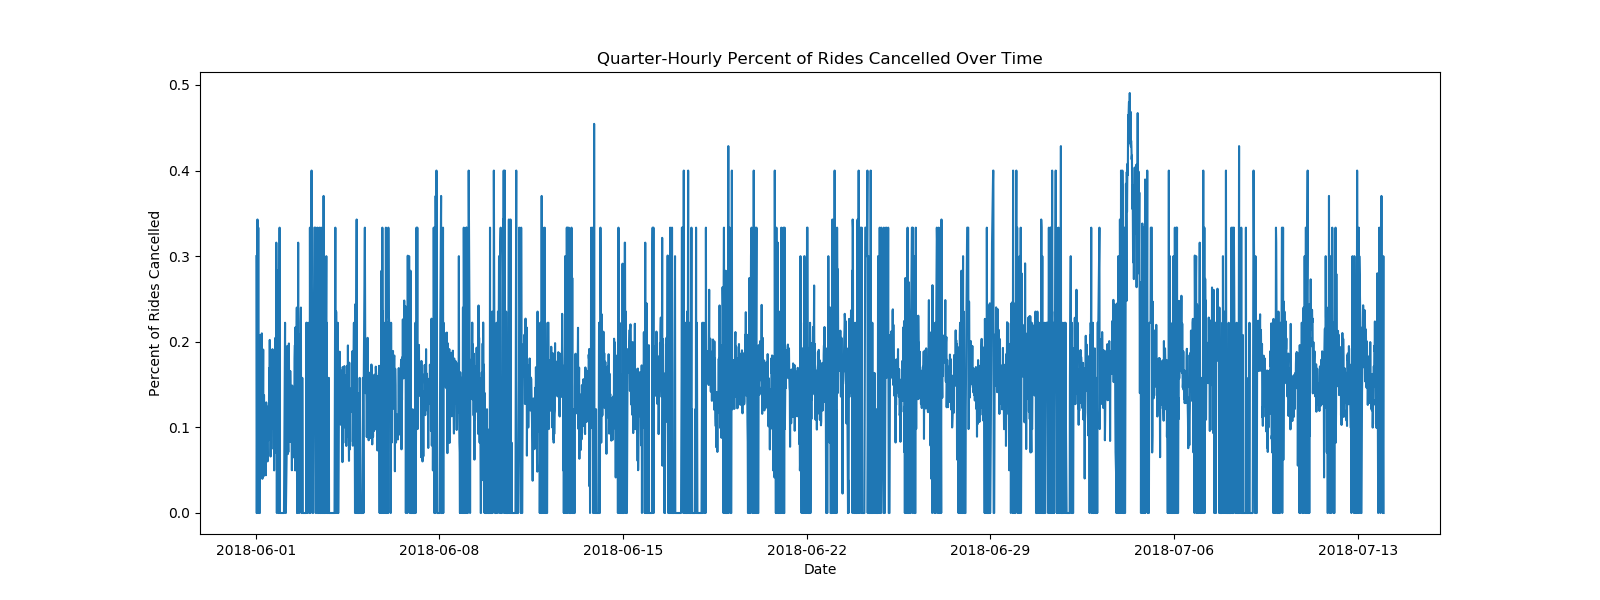 Quarter-Hourly Percent of Rides Cancelled Over Time
0.5
0.4
0.3
0.2
0.1
0.0
Percent of Rides Cancelled
2018-06-01 2018-06-08 2018-06-15 2018-06-22 2018-06-29 2018-07-06 2018-07-13
Date